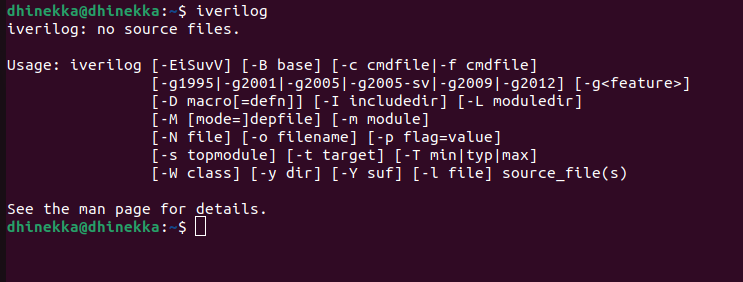 dhinekka@dhinekka:~$ iverilog
iverilog: no source files.

Usage: iverilog [-EiSuvV] [-B base] [-c cmdfile|-f cmdfile]
                [-g1995|-g2001|-g2005|-g2005-sv|-g2009|-g2012] [-g<feature>]
                [-D macro[=defn]] [-I includedir] [-L moduledir]
                [-M [mode=]depfile] [-m module]
                [-N file] [-o filename] [-p flag=value]
                [-s topmodule] [-t target] [-T min|typ|max]
                [-W class] [-y dir] [-Y suf] [-l file] source_file(s)

See the man page for details.
dhinekka@dhinekka:~$